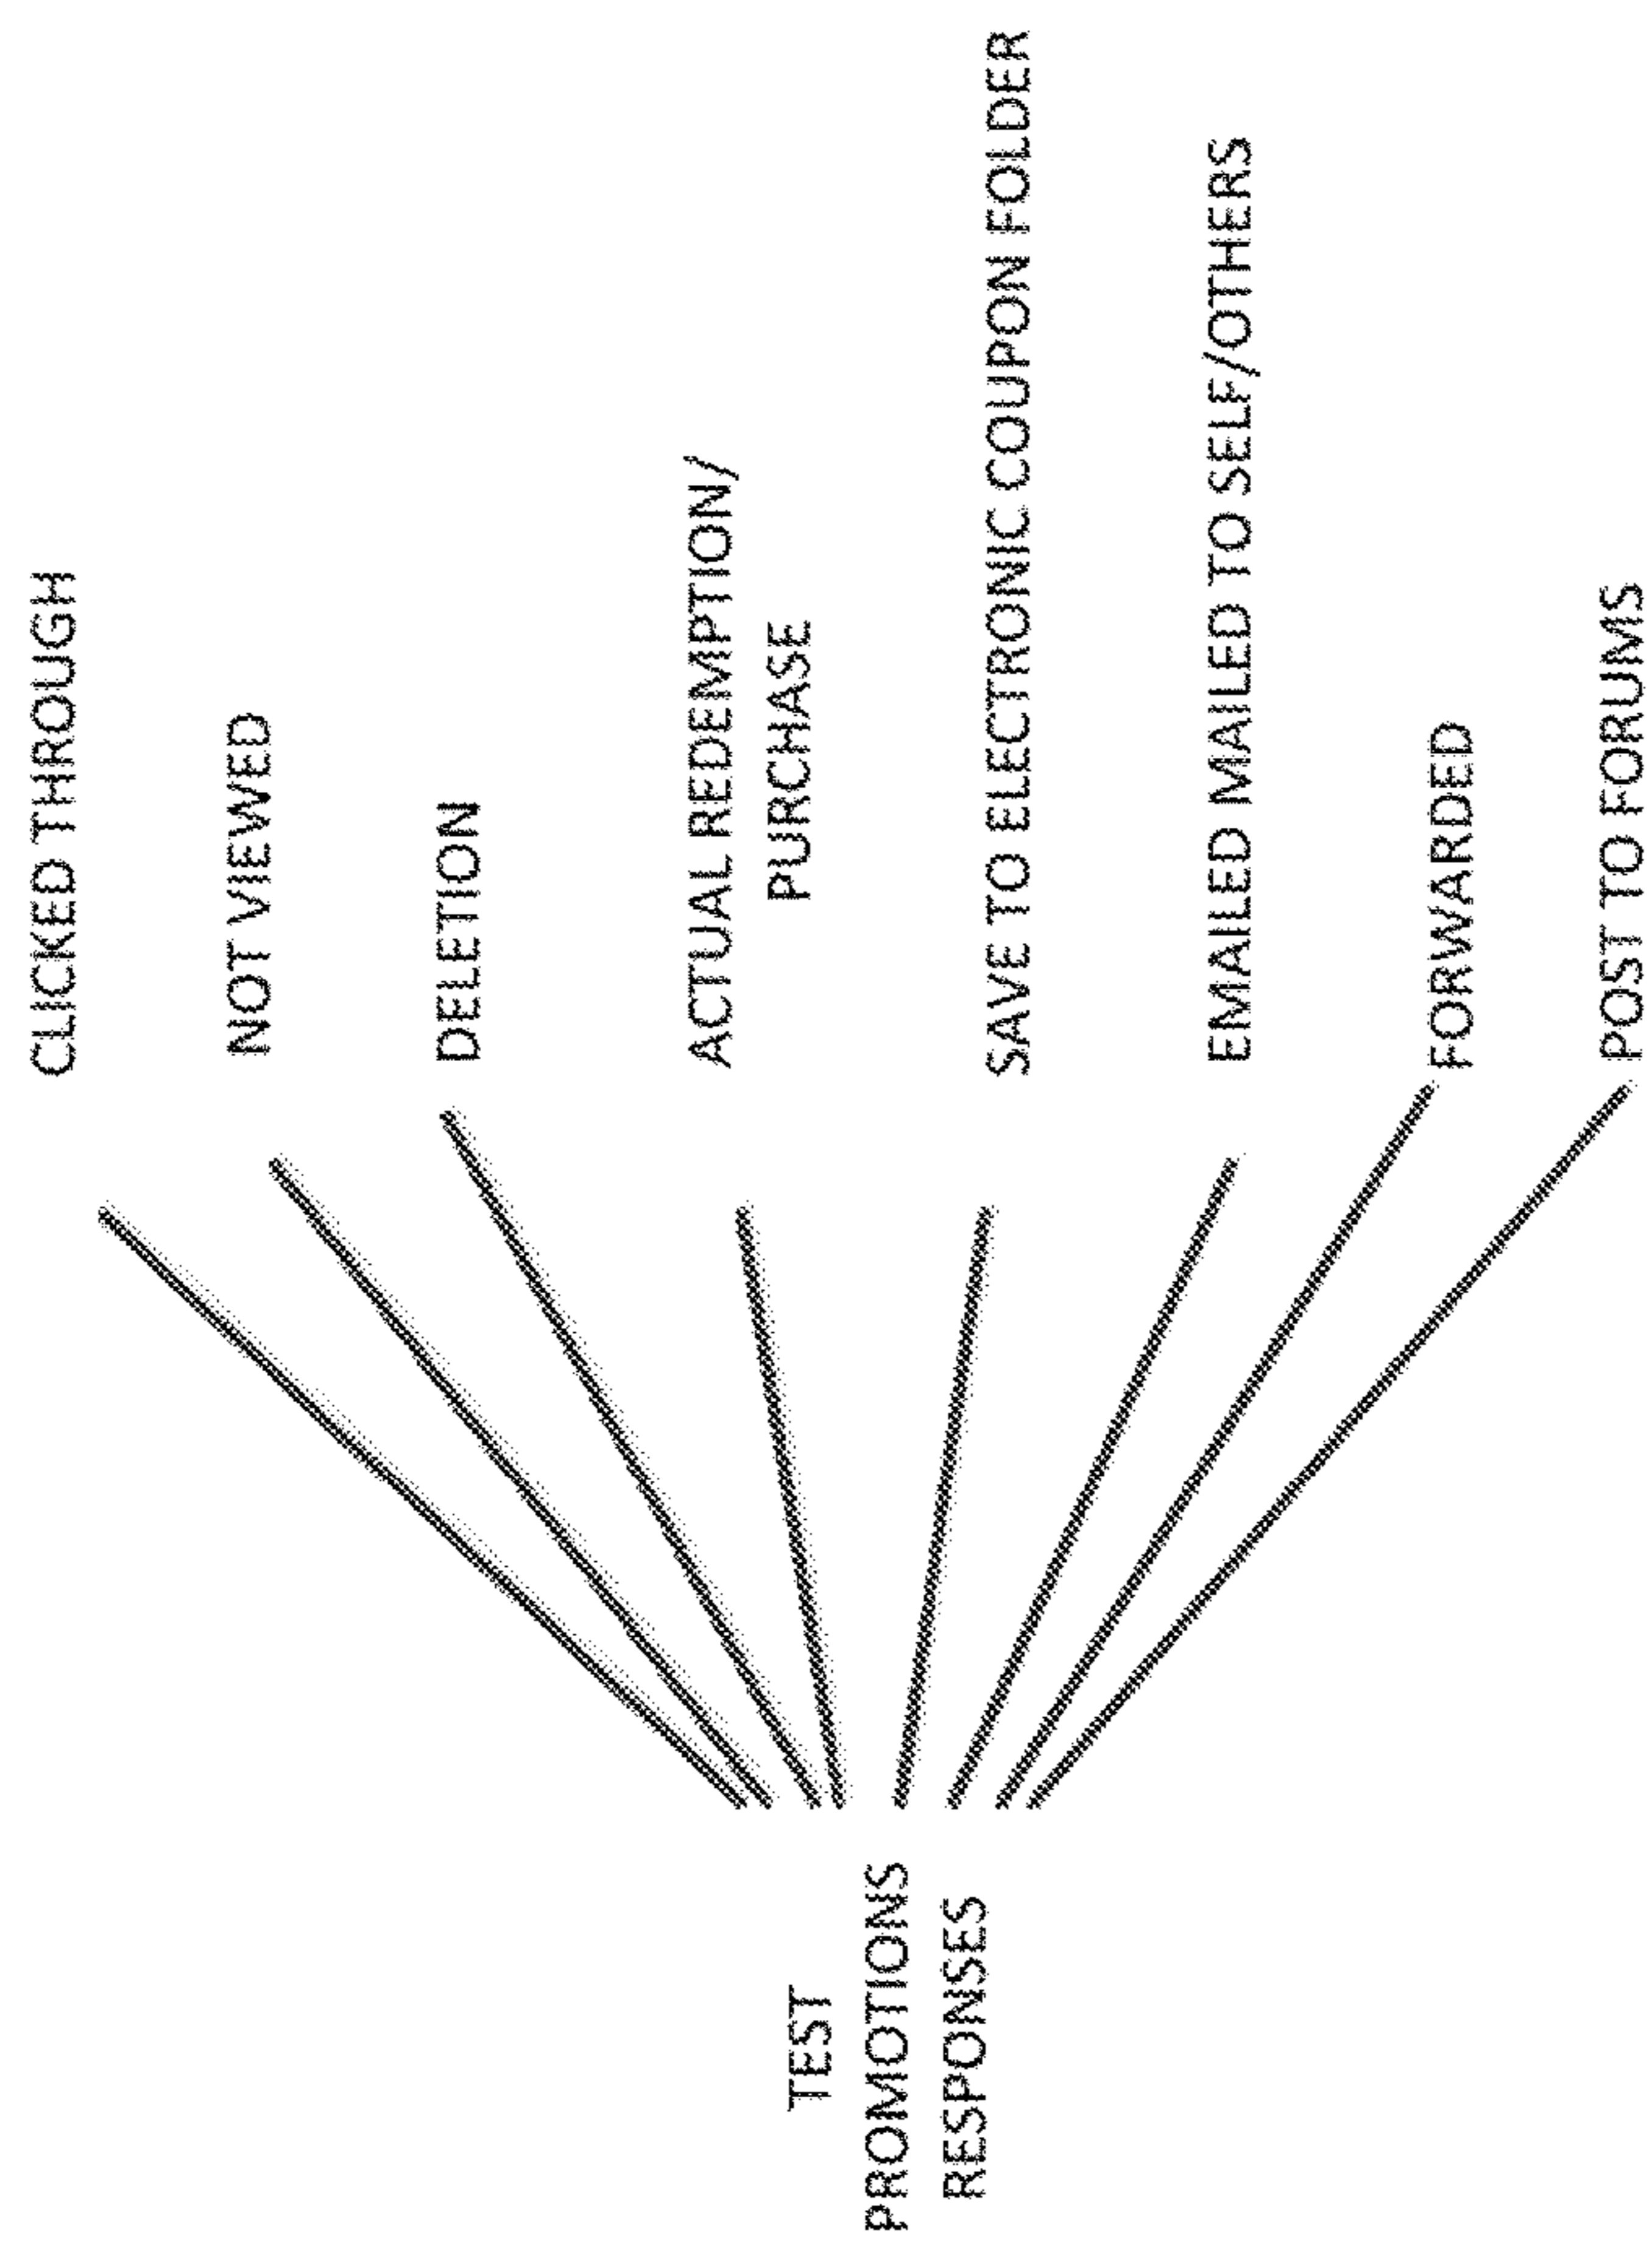 TEST
PROMOTIONS
RESPONSES
CLICKED THROUGH
NOT VIEWED
DELETION
ACTUAL REDEMPTION/
PURCHASE
SAVE TO ELECTRONIC COUPON FOLDER
EMAILED MAILED TO SELF/OTHERS
FORWARDED
POST TO FORUMS